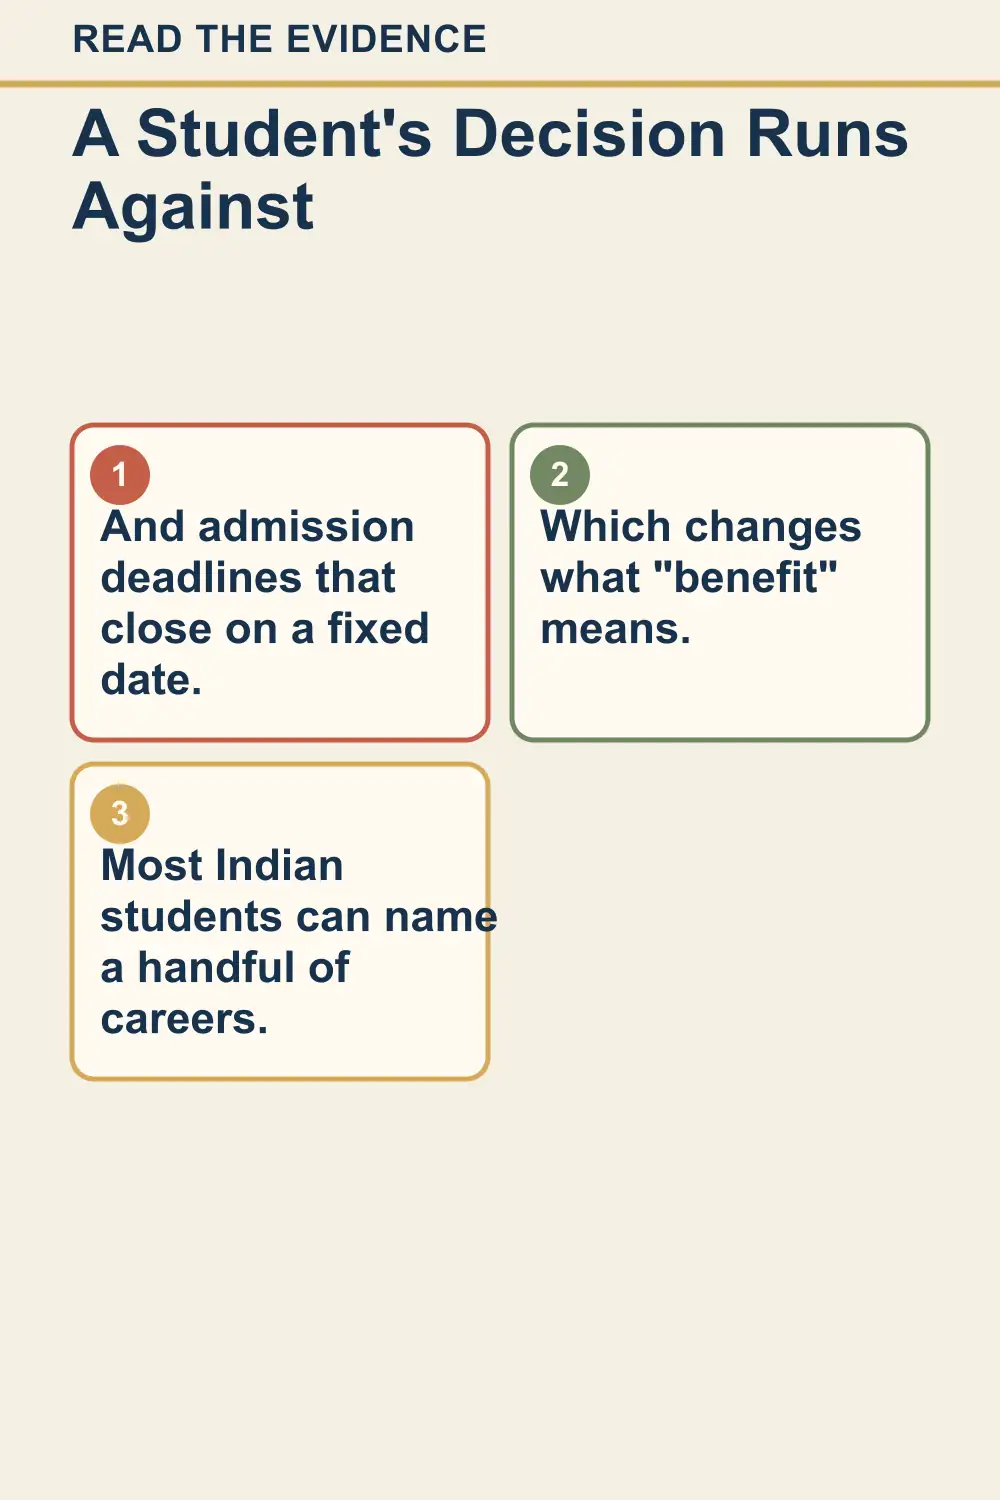 READ THE EVIDENCE
A Student's Decision Runs
Against
1
And admission
deadlines that
close on a fixed
date.
2
Which changes
what "benefit"
means.
3
Most Indian
students can name
a handful of
careers.